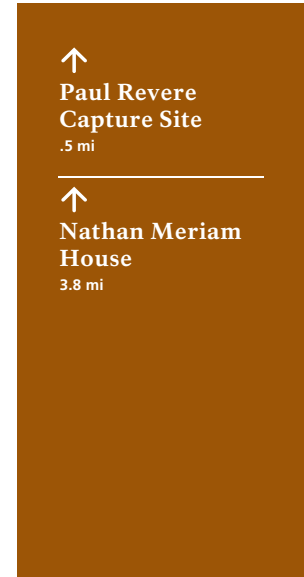 Paul Revere
Capture Site
.5 mi
Nathan Meriam
House
3.8 mi